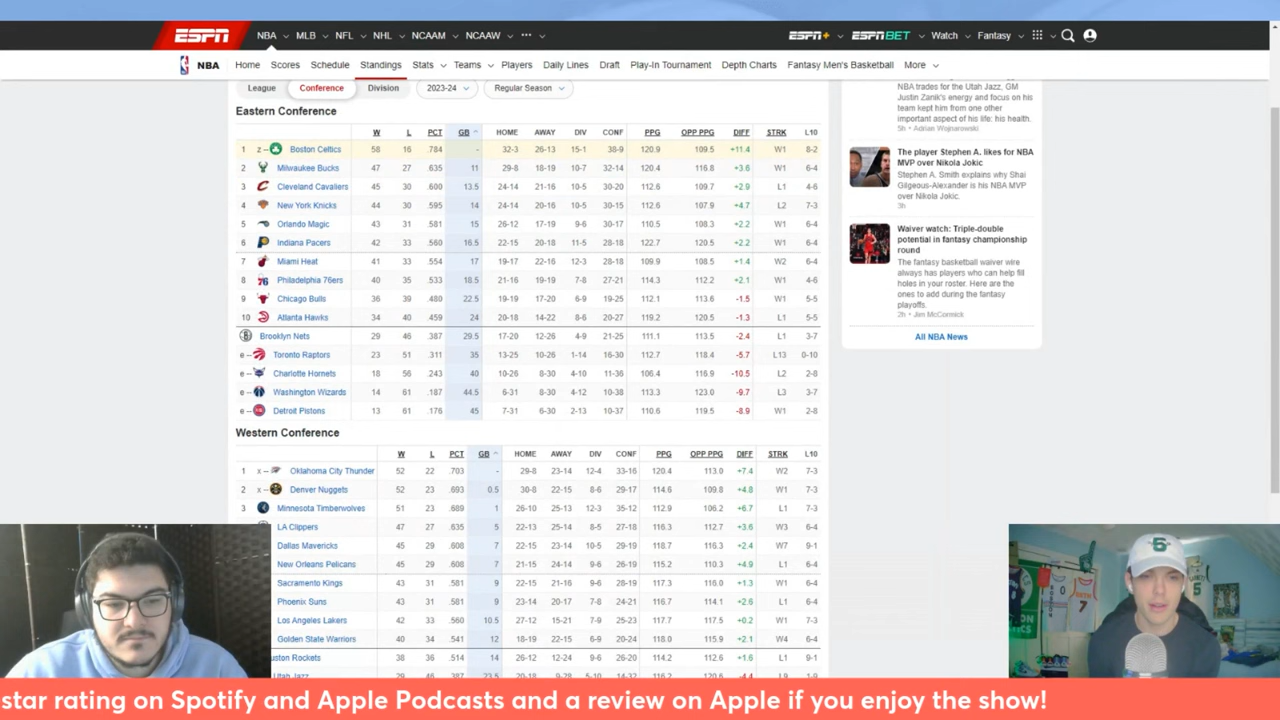 ESPN NBA MLB NFL NHL NCAAM NCAAW ESPN+ ESPN BET Watch Fantasy
NBA Home Scores Schedule Standings Stats Teams Players Daily Lines Draft Play-In Tournament Depth Charts Fantasy Men's Basketball More
League Conference Division 2023-24 Regular Season
Eastern Conference
W L PCT GB HOME AWAY DIV CONF PPG OPP PPG DIFF STRK L10
1 z -- Boston Celtics 58 16 .784 - 32-3 26-13 15-1 38-9 120.9 109.5 +11.4 W1 8-2
2 Milwaukee Bucks 47 27 .635 11 29-8 18-19 10-7 32-14 120.4 116.8 +3.6 W1 6-4
3 Cleveland Cavaliers 45 30 .600 13.5 24-14 21-16 10-5 30-20 112.6 109.7 +2.9 L1 4-6
4 New York Knicks 44 30 .595 14 24-14 20-16 10-5 30-15 112.6 107.9 +4.7 L2 7-3
5 Orlando Magic 43 31 .581 15 26-12 17-19 9-6 30-17 110.5 108.3 +2.2 W1 6-4
6 Indiana Pacers 42 33 .560 16.5 22-15 20-18 11-5 28-18 122.7 120.5 +2.2 W1 6-4
7 Miami Heat 41 33 .554 17 19-17 22-16 12-3 28-18 109.9 108.5 +1.4 W2 6-4
8 Philadelphia 76ers 40 35 .533 18.5 21-16 19-19 7-8 27-21 114.3 112.2 +2.1 W1 4-6
9 Chicago Bulls 36 39 .480 22.5 19-19 17-20 6-9 19-25 112.1 113.6 -1.5 W1 5-5
10 Atlanta Hawks 34 40 .459 24 20-18 14-22 8-6 20-27 119.2 120.5 -1.3 L1 5-5
Brooklyn Nets 29 46 .387 29.5 17-20 12-26 4-9 21-25 111.1 113.5 -2.4 L1 3-7
e -- Toronto Raptors 23 51 .311 35 13-25 10-26 1-14 16-30 112.7 118.4 -5.7 L13 0-10
e -- Charlotte Hornets 18 56 .243 40 10-26 8-30 4-10 11-36 106.4 116.9 -10.5 L2 2-8
e -- Washington Wizards 14 61 .187 44.5 6-31 8-30 4-12 10-38 113.3 123.0 -9.7 L3 3-7
e -- Detroit Pistons 13 61 .176 45 7-31 6-30 2-13 10-37 110.6 119.5 -8.9 W1 2-8
Western Conference
W L PCT GB HOME AWAY DIV CONF PPG OPP PPG DIFF STRK L10
1 x -- Oklahoma City Thunder 52 22 .703 - 29-8 23-14 12-4 33-16 120.4 113.0 +7.4 W2 7-3
2 x -- Denver Nuggets 52 23 .693 0.5 30-8 22-15 8-6 29-17 114.6 109.8 +4.8 W1 7-3
3 Minnesota Timberwolves 51 23 .689 1 26-10 25-13 12-3 35-12 112.9 106.2 +6.7 L1 7-3
LA Clippers 47 27 .635 5 22-13 25-14 8-5 27-18 116.3 112.7 +3.6 W3 6-4
Dallas Mavericks 45 29 .608 7 22-15 23-14 10-5 29-19 118.7 116.3 +2.4 W7 9-1
New Orleans Pelicans 45 29 .608 7 21-15 24-14 9-6 26-19 115.2 110.3 +4.9 L1 6-4
Sacramento Kings 43 31 .581 9 22-15 21-16 9-6 28-19 117.3 116.0 +1.3 W1 6-4
Phoenix Suns 43 31 .581 9 23-14 20-17 7-8 24-21 116.7 114.1 +2.6 L1 6-4
Los Angeles Lakers 42 33 .560 10.5 27-12 15-21 7-9 25-23 117.7 117.5 +0.2 W1 7-3
Golden State Warriors 40 34 .541 12 18-19 22-15 6-9 20-24 118.0 115.9 +2.1 W4 6-4
uston Rockets 38 36 .514 14 26-12 12-24 9-6 26-20 114.2 112.6 +1.6 L1 9-1
NBA trades for the Utah Jazz, GM
Justin Zanik's energy and focus on his
team kept him from one other
important aspect of his life: his health.
5h • Adrian Wojnarowski
The player Stephen A. likes for NBA
MVP over Nikola Jokic
Stephen A. Smith explains why Shai
Gilgeous-Alexander is his NBA MVP
over Nikola Jokic.
3h
Waiver watch: Triple-double
potential in fantasy championship
round
The fantasy basketball waiver wire
always has players who can help fill
holes in your roster. Here are the
ones to add during the fantasy
playoffs.
2h • Jim McCormick
All NBA News
star rating on Spotify and Apple Podcasts and a review on Apple if you enjoy the show!